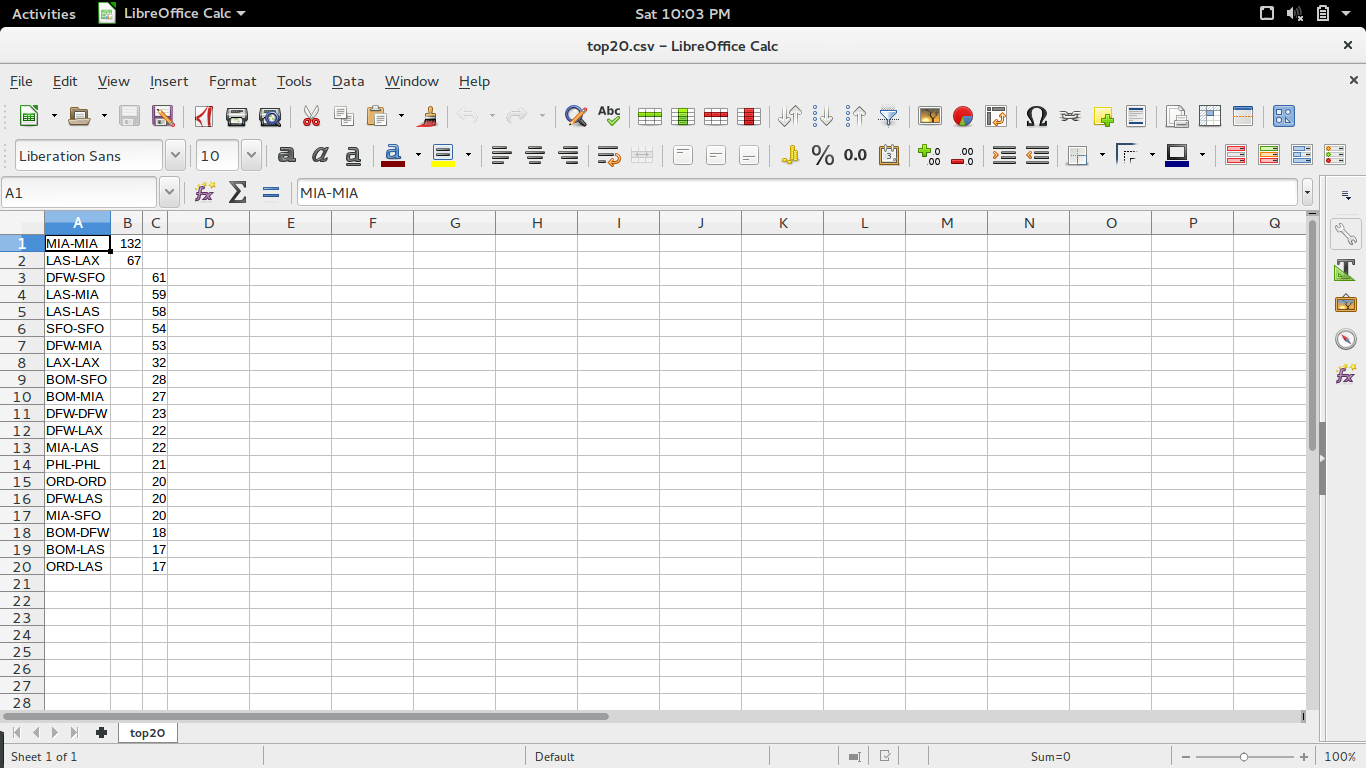 Activities LibreOffice Calc Sat 10:03 PM
top20.csv - LibreOffice Calc
File Edit View Insert Format Tools Data Window Help
Abc
Liberation Sans 10 a a a a % 0.0 3 +.00 .00
A1 fx Σ = MIA-MIA
A B C D E F G H I J K L M N O P Q
1 MIA-MIA 132
2 LAS-LAX 67
3 DFW-SFO 61
4 LAS-MIA 59
5 LAS-LAS 58
6 SFO-SFO 54
7 DFW-MIA 53
8 LAX-LAX 32
9 BOM-SFO 28
10 BOM-MIA 27
11 DFW-DFW 23
12 DFW-LAX 22
13 MIA-LAS 22
14 PHL-PHL 21
15 ORD-ORD 20
16 DFW-LAS 20
17 MIA-SFO 20
18 BOM-DFW 18
19 BOM-LAS 17
20 ORD-LAS 17
21
22
23
24
25
26
27
28
top20
Sheet 1 of 1 Default Sum=0 100%